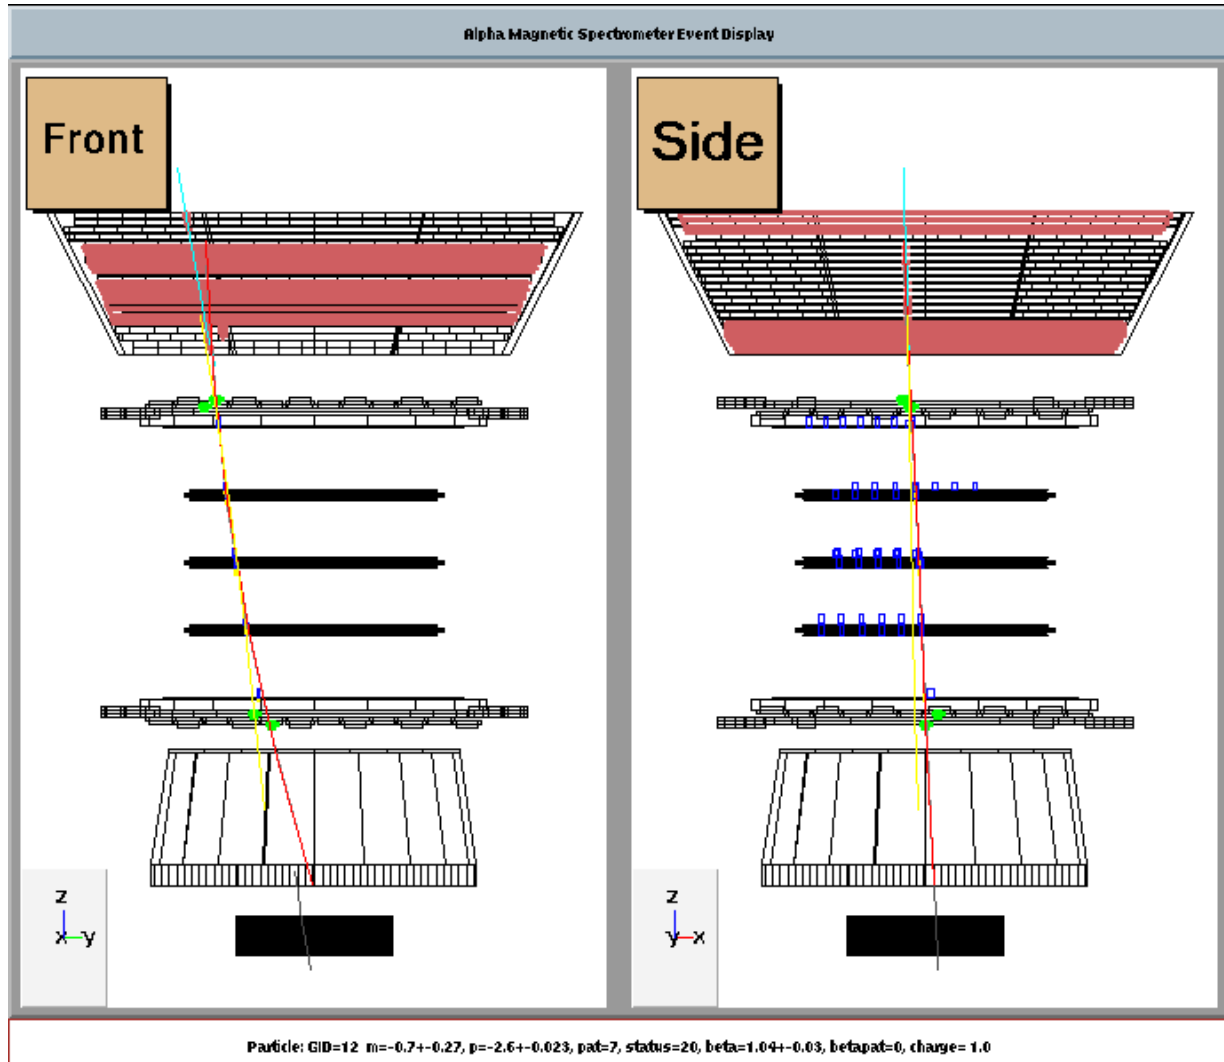 Alpha Magnetic Spectrometer Event Display
Front
Side
z
x y
z
y x
Particle: GID=12 m=-0.7+-0.27, p=-2.6+-0.023, pat=7, status=20, beta=1.04+-0.03, betapat=0, charge= 1.0